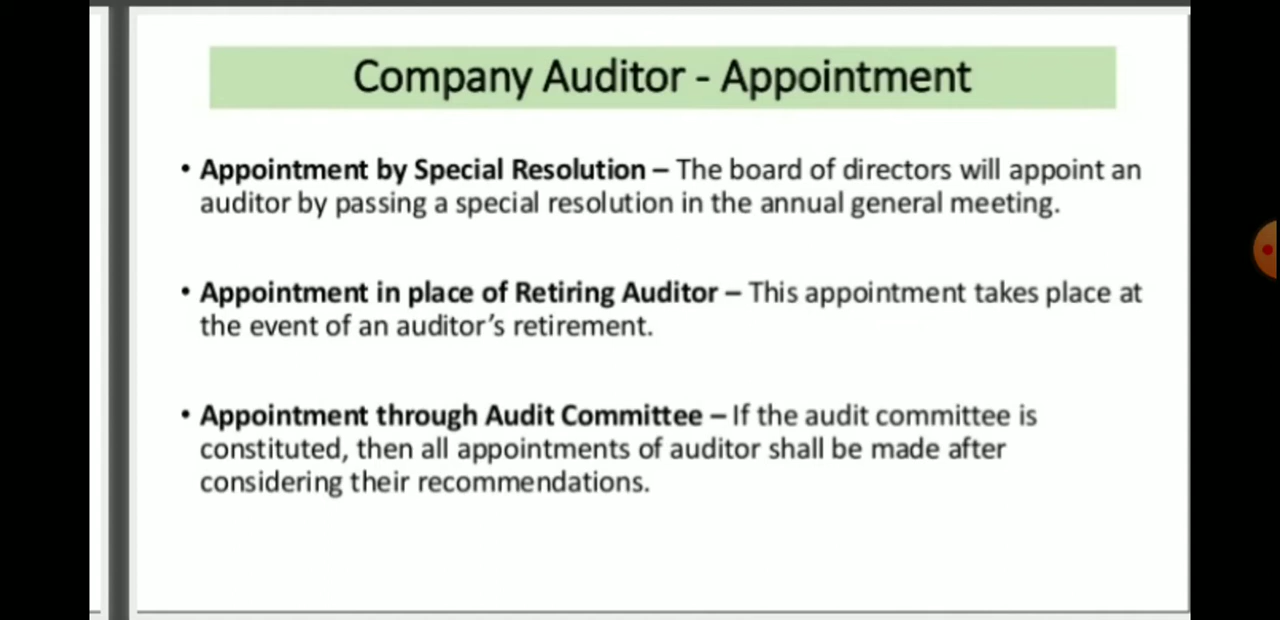 Company Auditor - Appointment
• Appointment by Special Resolution – The board of directors will appoint an
auditor by passing a special resolution in the annual general meeting.
• Appointment in place of Retiring Auditor – This appointment takes place at
the event of an auditor's retirement.
• Appointment through Audit Committee – If the audit committee is
constituted, then all appointments of auditor shall be made after
considering their recommendations.